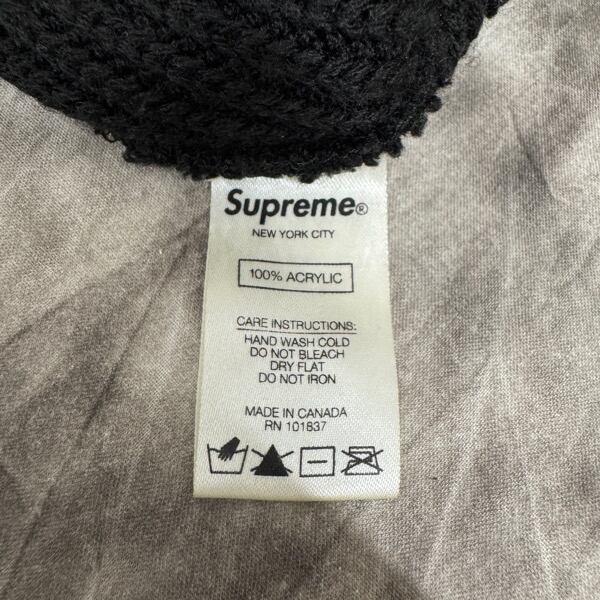 Supreme®
NEW YORK CITY
100% ACRYLIC
CARE INSTRUCTIONS:
HAND WASH COLD
DO NOT BLEACH
DRY FLAT
DO NOT IRON
MADE IN CANADA
RN 101837